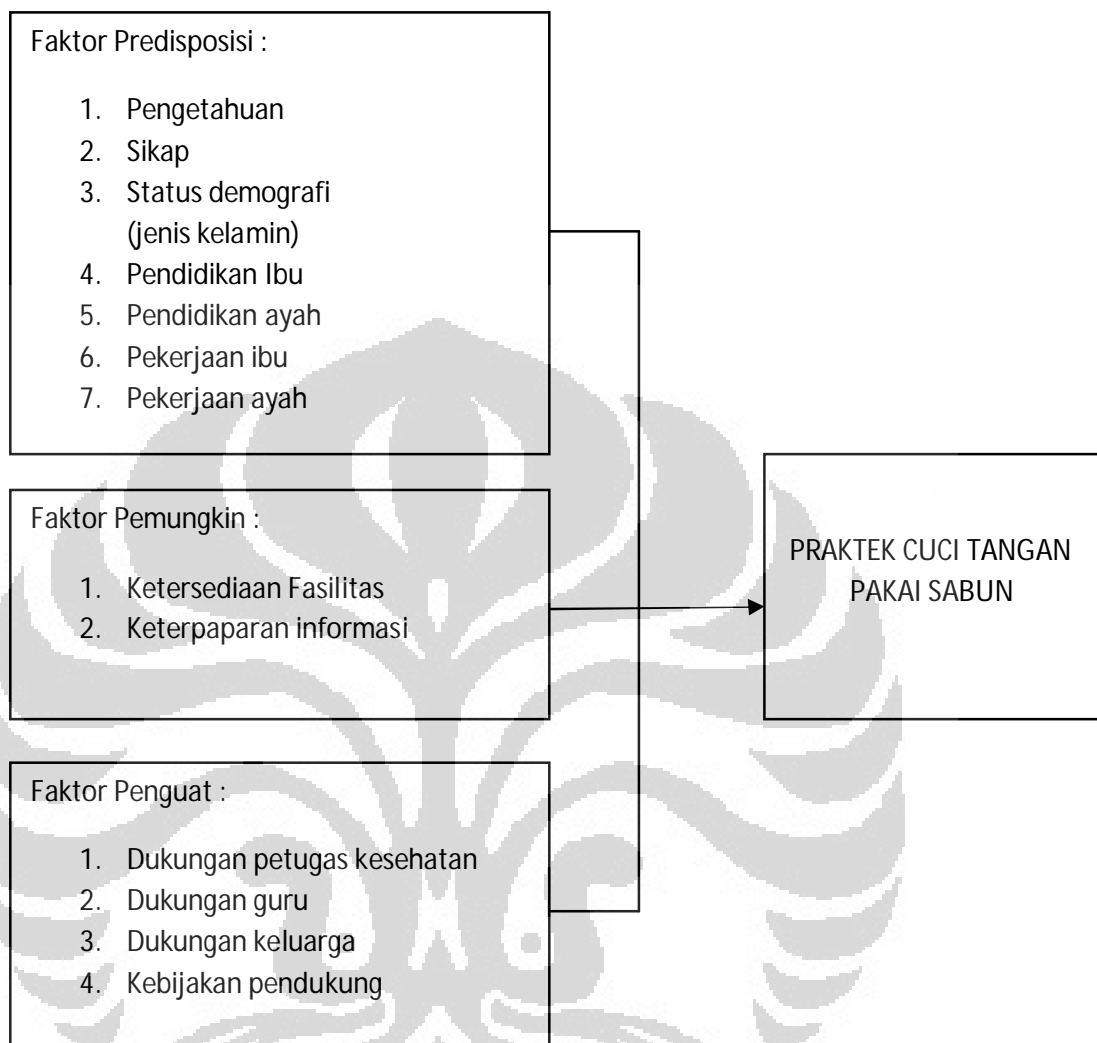 Faktor Predisposisi :
1. Pengetahuan
2. Sikap
3. Status demografi
(jenis kelamin)
4. Pendidikan Ibu
5. Pendidikan ayah
6. Pekerjaan ibu
7. Pekerjaan ayah
Faktor Pemungkin :
1. Ketersediaan Fasilitas
2. Keterpaparan informasi
PRAKTEK CUCI TANGAN
PAKAI SABUN
Faktor Penguat :
1. Dukungan petugas kesehatan
2. Dukungan guru
3. Dukungan keluarga
4. Kebijakan pendukung